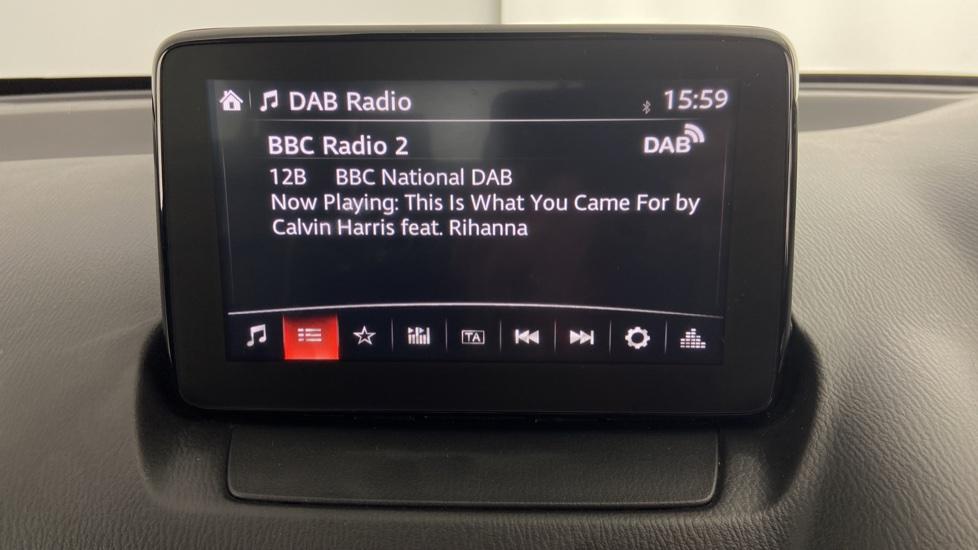 DAB Radio 15:59
BBC Radio 2 DAB
12B BBC National DAB
Now Playing: This Is What You Came For by
Calvin Harris feat. Rihanna
TA